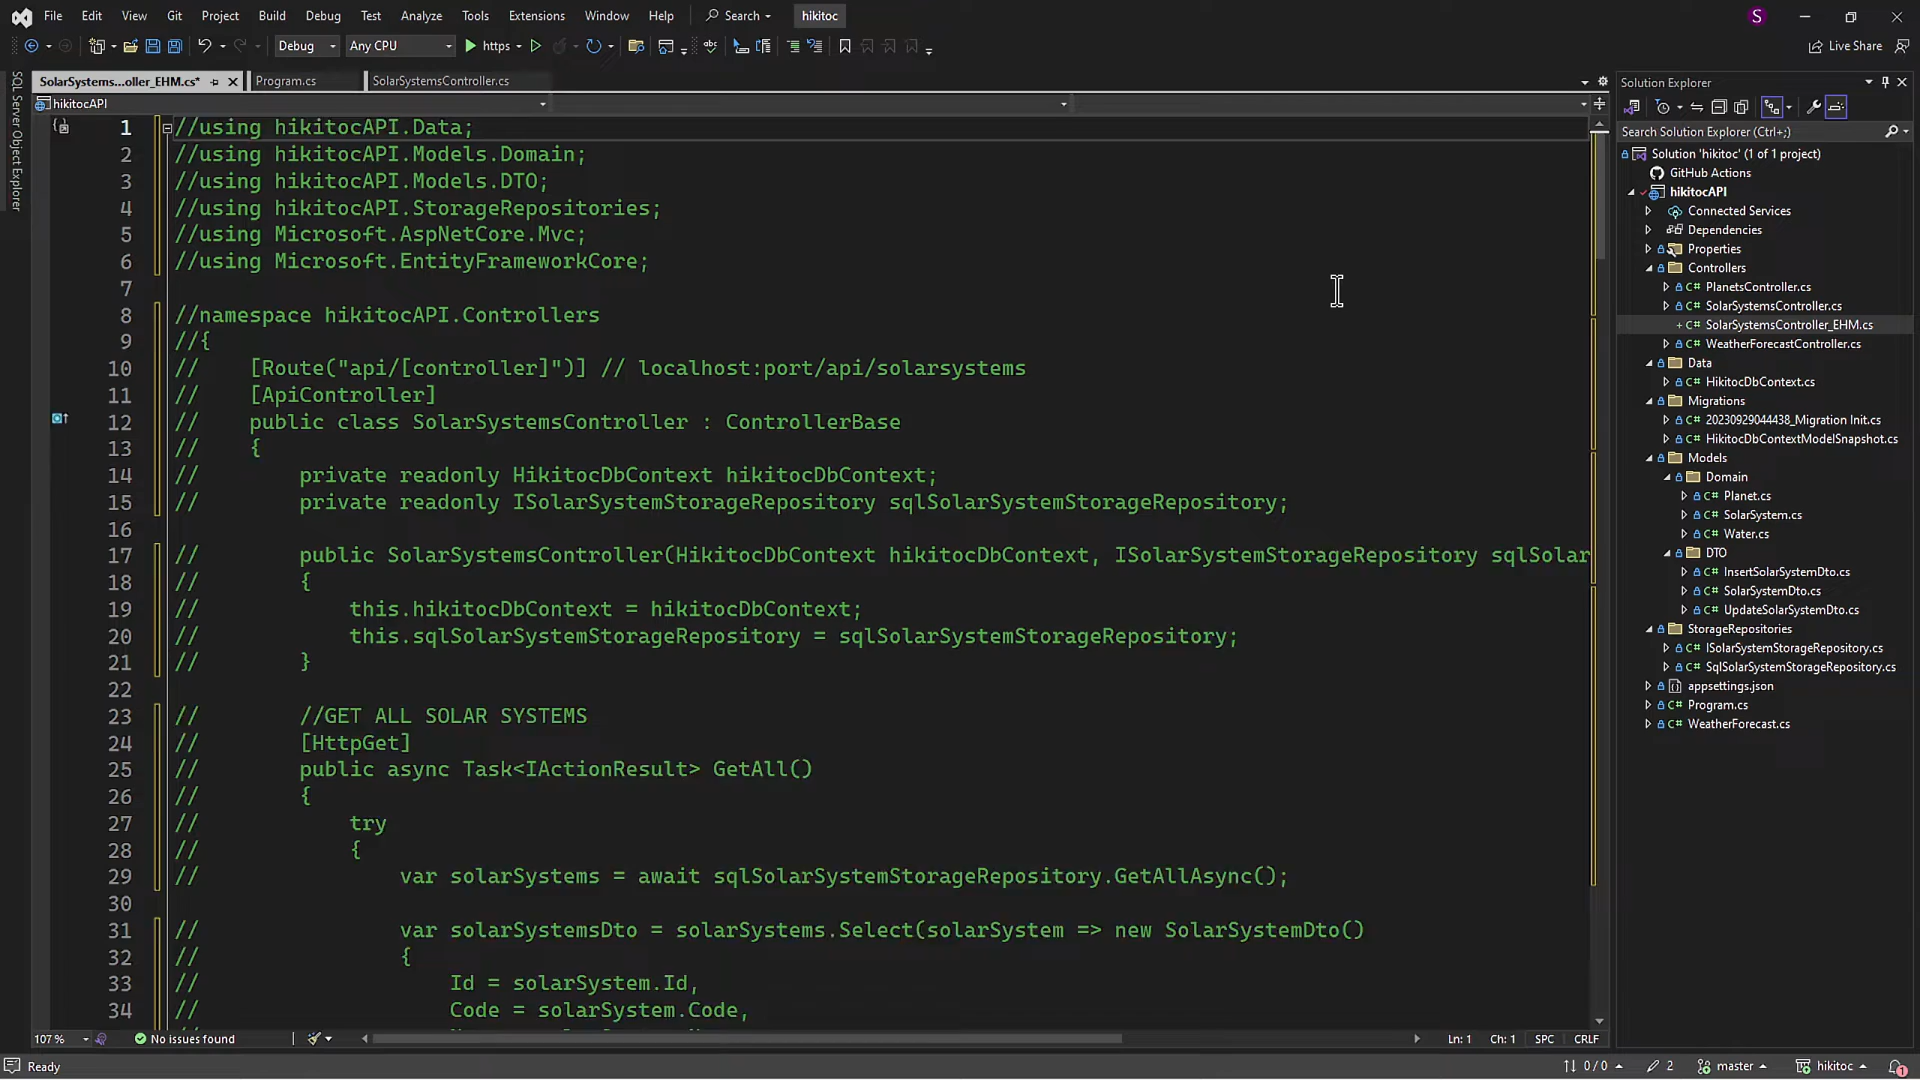 File Edit View Git Project Build Debug Test Analyze Tools Extensions Window Help Search hikitoc S
Debug Any CPU https Live Share
SolarSystems...oller_EHM.cs* Program.cs SolarSystemsController.cs
hikitocAPI
SQL Server Object Explorer
1 //using hikitocAPI.Data;
2 //using hikitocAPI.Models.Domain;
3 //using hikitocAPI.Models.DTO;
4 //using hikitocAPI.StorageRepositories;
5 //using Microsoft.AspNetCore.Mvc;
6 //using Microsoft.EntityFrameworkCore;
7
8 //namespace hikitocAPI.Controllers
9 //{
10 //    [Route("api/[controller]")] // localhost:port/api/solarsystems
11 //    [ApiController]
12 //    public class SolarSystemsController : ControllerBase
13 //    {
14 //        private readonly HikitocDbContext hikitocDbContext;
15 //        private readonly ISolarSystemStorageRepository sqlSolarSystemStorageRepository;
16
17 //        public SolarSystemsController(HikitocDbContext hikitocDbContext, ISolarSystemStorageRepository sqlSolar
18 //        {
19 //            this.hikitocDbContext = hikitocDbContext;
20 //            this.sqlSolarSystemStorageRepository = sqlSolarSystemStorageRepository;
21 //        }
22
23 //        //GET ALL SOLAR SYSTEMS
24 //        [HttpGet]
25 //        public async Task<IActionResult> GetAll()
26 //        {
27 //            try
28 //            {
29 //                var solarSystems = await sqlSolarSystemStorageRepository.GetAllAsync();
30
31 //                var solarSystemsDto = solarSystems.Select(solarSystem => new SolarSystemDto()
32 //                {
33 //                    Id = solarSystem.Id,
34 //                    Code = solarSystem.Code,
107 % No issues found Ln: 1 Ch: 1 SPC CRLF
Solution Explorer
Search Solution Explorer (Ctrl+;)
Solution 'hikitoc' (1 of 1 project)
GitHub Actions
hikitocAPI
Connected Services
Dependencies
Properties
Controllers
C# PlanetsController.cs
C# SolarSystemsController.cs
+ C# SolarSystemsController_EHM.cs
C# WeatherForecastController.cs
Data
C# HikitocDbContext.cs
Migrations
C# 20230929044438_Migration Init.cs
C# HikitocDbContextModelSnapshot.cs
Models
Domain
C# Planet.cs
C# SolarSystem.cs
C# Water.cs
DTO
C# InsertSolarSystemDto.cs
C# SolarSystemDto.cs
C# UpdateSolarSystemDto.cs
StorageRepositories
C# ISolarSystemStorageRepository.cs
C# SqlSolarSystemStorageRepository.cs
appsettings.json
C# Program.cs
C# WeatherForecast.cs
Ready 0 / 0 2 master hikitoc 1